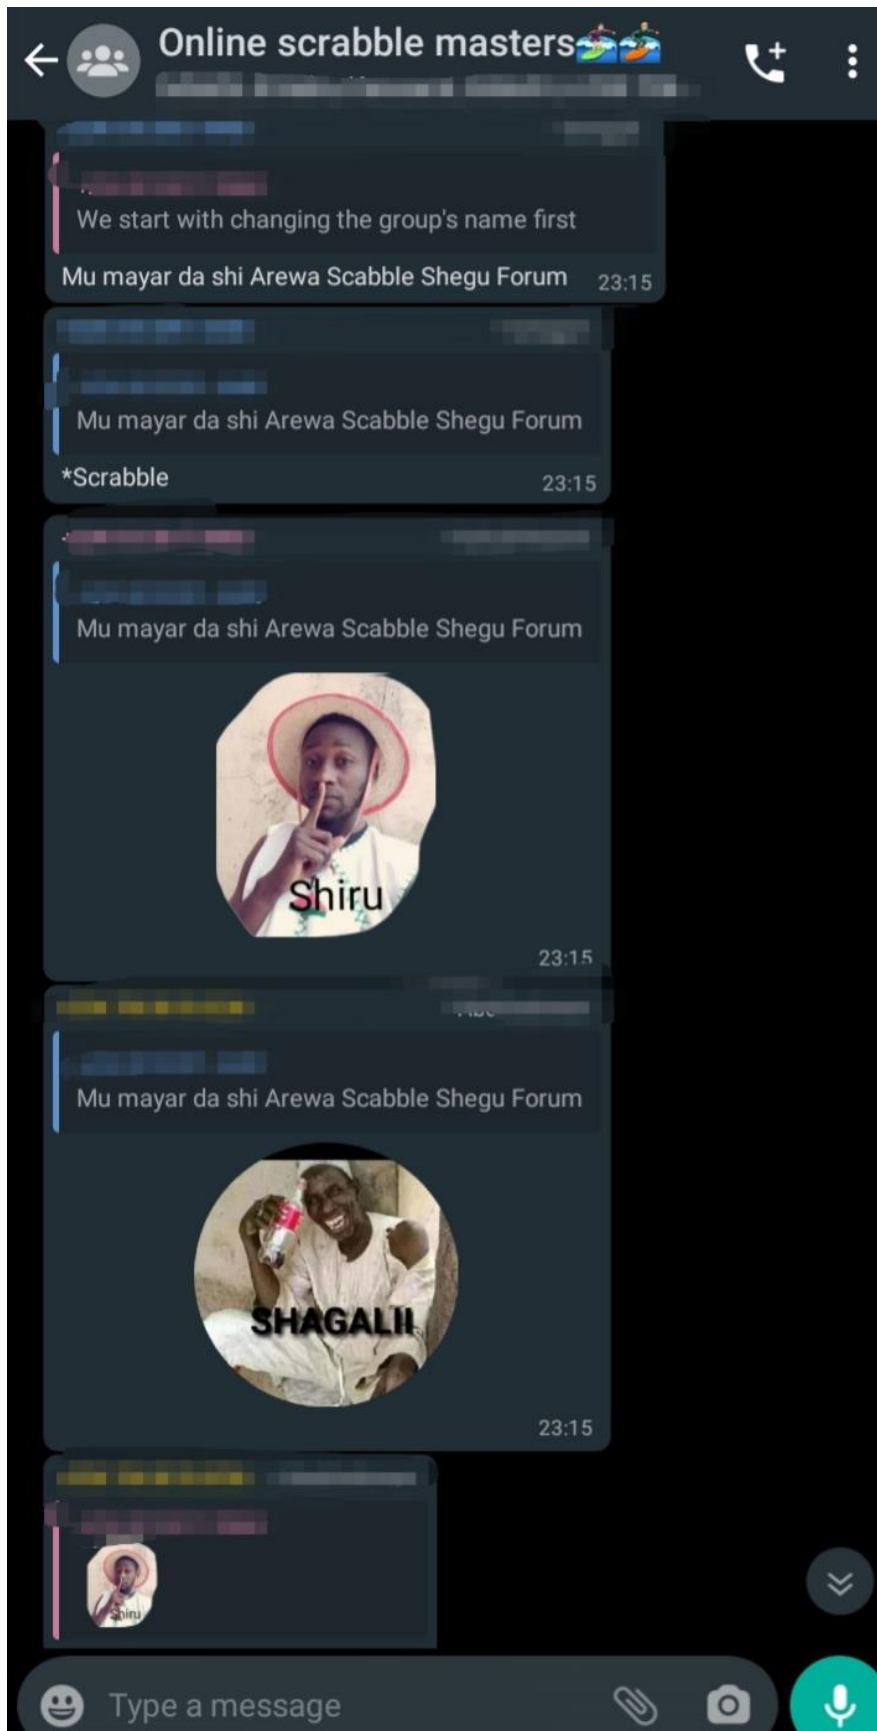 Online scrabble masters🏄🏄
We start with changing the group's name first
Mu mayar da shi Arewa Scabble Shegu Forum 23:15
Mu mayar da shi Arewa Scabble Shegu Forum
*Scrabble 23:15
Mu mayar da shi Arewa Scabble Shegu Forum
Shiru
23:15
Mu mayar da shi Arewa Scabble Shegu Forum
SHAGALII
23:15
Shiru
Type a message